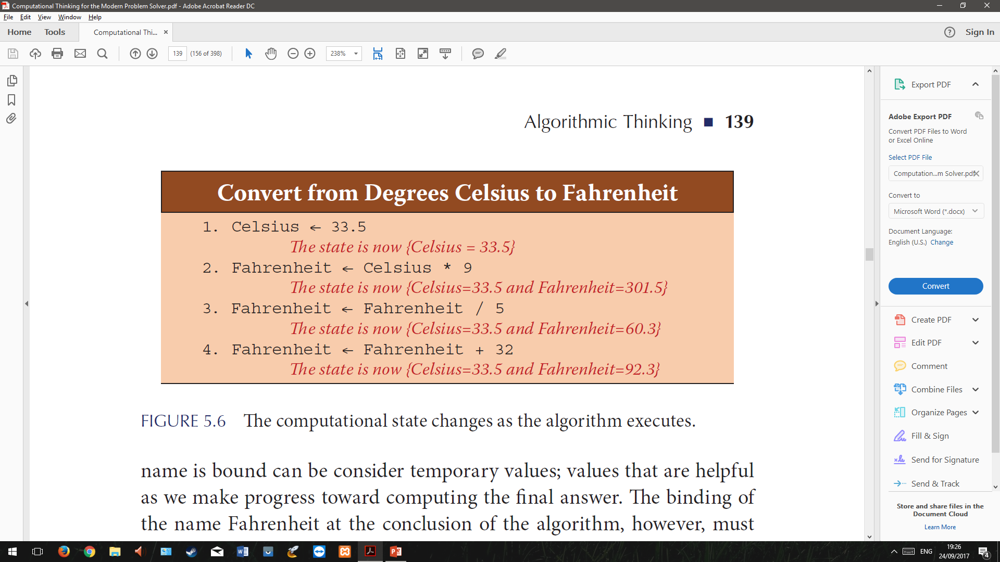 Computational Thinking for the Modern Problem Solver.pdf - Adobe Acrobat Reader DC
File Edit View Window Help
Home Tools Computational Thi... × Sign In
139 (156 of 398) 238%
Algorithmic Thinking ■ 139
Convert from Degrees Celsius to Fahrenheit
1. Celsius ← 33.5
The state is now {Celsius = 33.5}
2. Fahrenheit ← Celsius * 9
The state is now {Celsius=33.5 and Fahrenheit=301.5}
3. Fahrenheit ← Fahrenheit / 5
The state is now {Celsius=33.5 and Fahrenheit=60.3}
4. Fahrenheit ← Fahrenheit + 32
The state is now {Celsius=33.5 and Fahrenheit=92.3}
FIGURE 5.6 The computational state changes as the algorithm executes.
name is bound can be consider temporary values; values that are helpful
as we make progress toward computing the final answer. The binding of
the name Fahrenheit at the conclusion of the algorithm, however, must
Export PDF
Adobe Export PDF
Convert PDF Files to Word
or Excel Online
Select PDF File
Computation...m Solver.pdf
Convert to
Microsoft Word (*.docx)
Document Language:
English (U.S.) Change
Convert
Create PDF
Edit PDF
Comment
Combine Files
Organize Pages
Fill & Sign
Send for Signature
Send & Track
Store and share files in the
Document Cloud
Learn More
ENG
19:26
24/09/2017
4